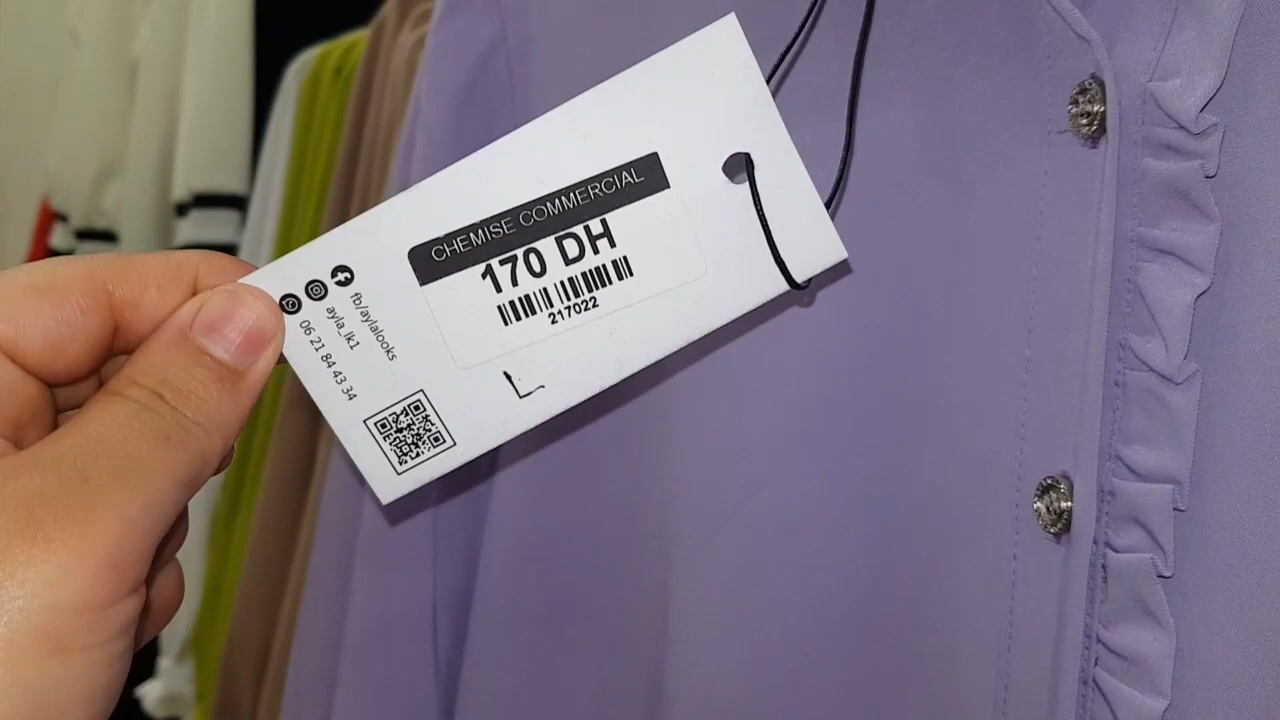 CHEMISE COMMERCIAL
170 DH
217022
fb/aylalooks
ayla_lk1
06 21 84 43 34
L